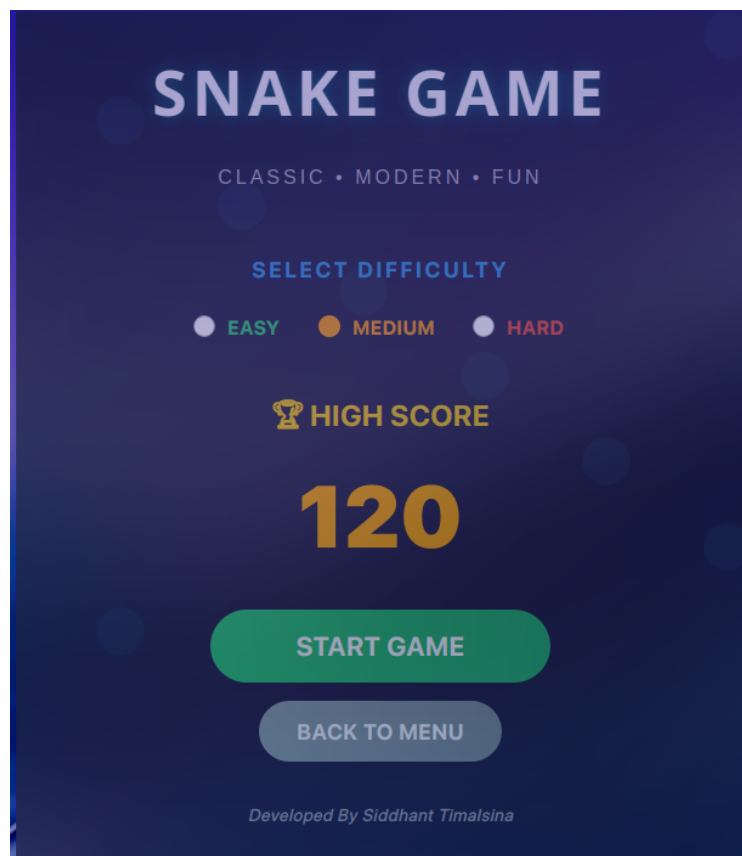 SNAKE GAME
CLASSIC • MODERN • FUN
SELECT DIFFICULTY
EASY MEDIUM HARD
🏆 HIGH SCORE
120
START GAME
BACK TO MENU
Developed By Siddhant Timalsina